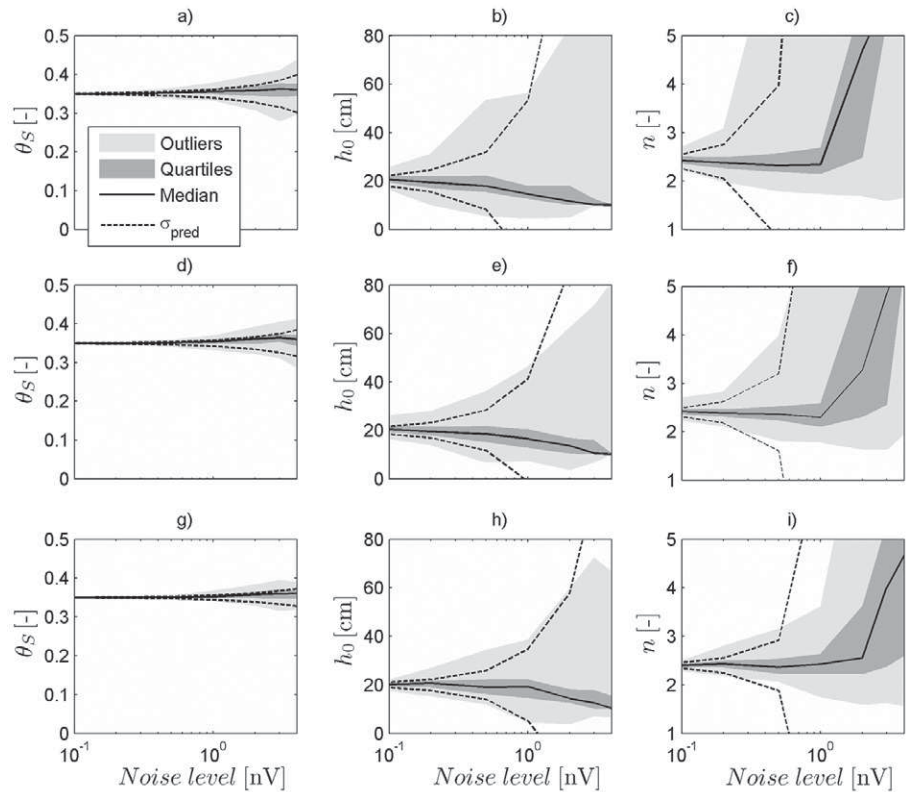 a)
b)
c)
0.5
0.4
0.3
0.2
0.1
0
θS [-]
Outliers
Quartiles
Median
σpred
80
60
40
20
0
h0 [cm]
5
4
3
2
1
n [-]
d)
e)
f)
0.5
0.4
0.3
0.2
0.1
0
θS [-]
80
60
40
20
0
h0 [cm]
5
4
3
2
1
n [-]
g)
h)
i)
0.5
0.4
0.3
0.2
0.1
0
θS [-]
10-1
100
Noise level [nV]
80
60
40
20
0
h0 [cm]
10-1
100
Noise level [nV]
5
4
3
2
1
n [-]
10-1
100
Noise level [nV]